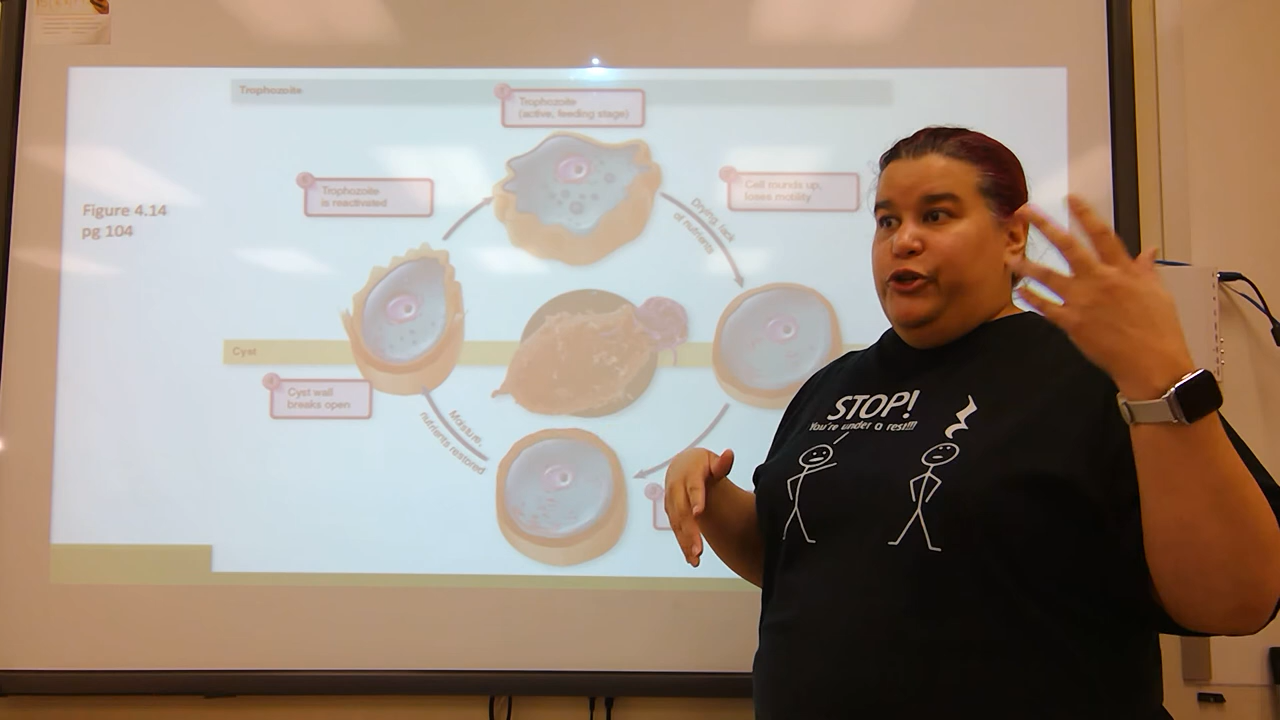 Trophozoite
Trophozoite
(active, feeding stage)
Trophozoite
is reactivated
Cell rounds up,
loses motility
Figure 4.14
pg 104
Drying, lack
of nutrients
Cyst
Cyst wall
breaks open
Moisture,
nutrients restored
STOP!
You're under a rest!!!